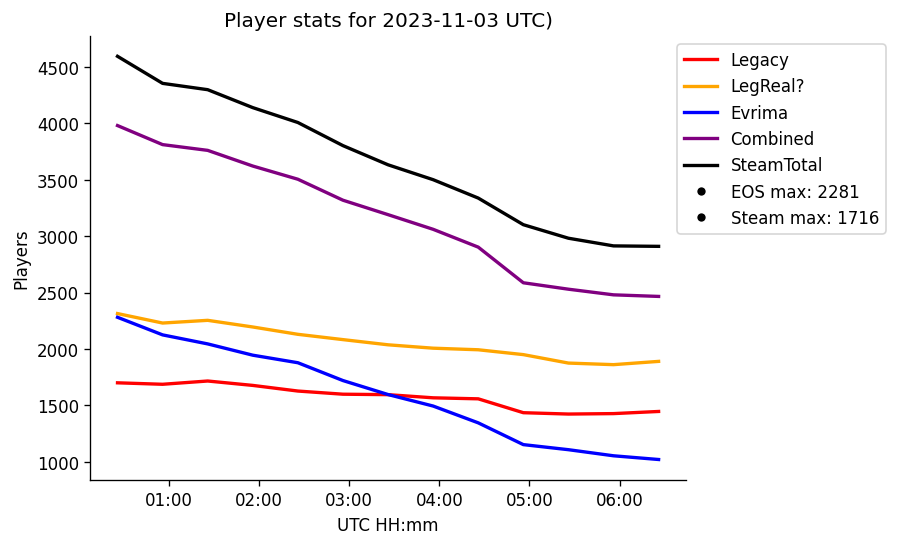 Player stats for 2023-11-03 UTC)
4500
4000
3500
3000
2500
2000
1500
1000
Players
01:00 02:00 03:00 04:00 05:00 06:00
UTC HH:mm
Legacy
LegReal?
Evrima
Combined
SteamTotal
EOS max: 2281
Steam max: 1716